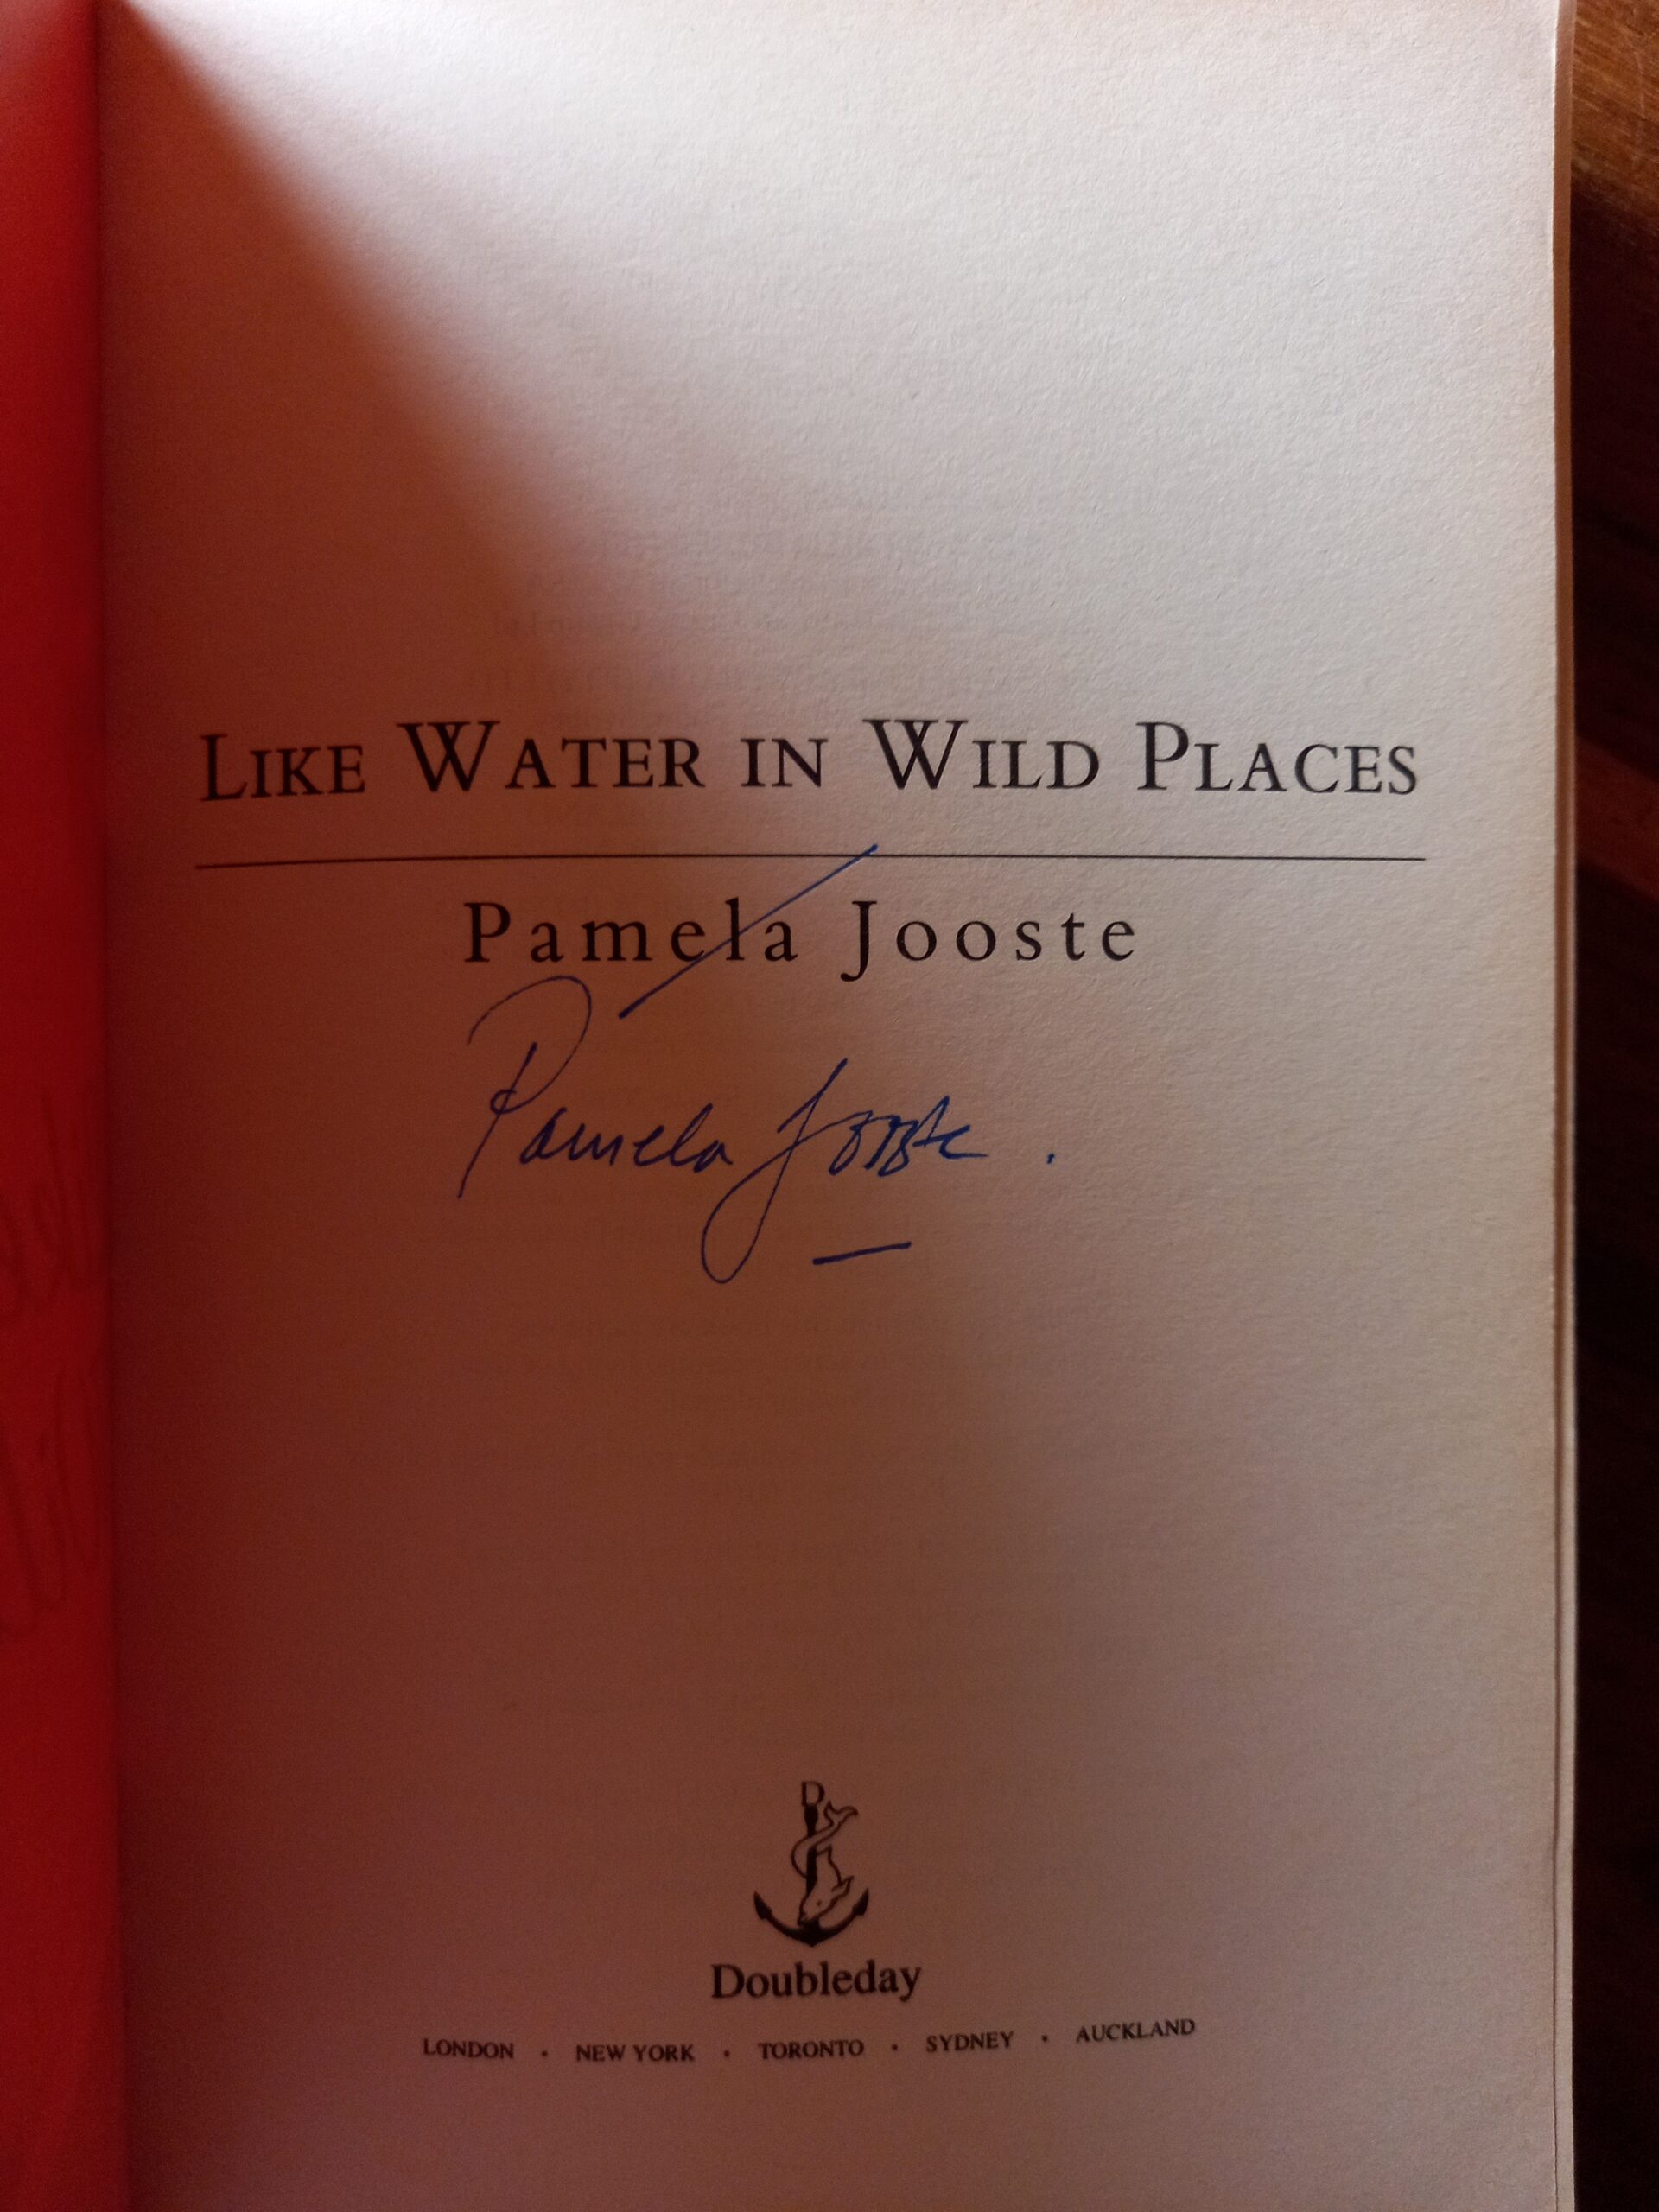 LIKE WATER IN WILD PLACES
Pamela Jooste
Pamela Jooste.
D
Doubleday
LONDON · NEW YORK · TORONTO · SYDNEY · AUCKLAND